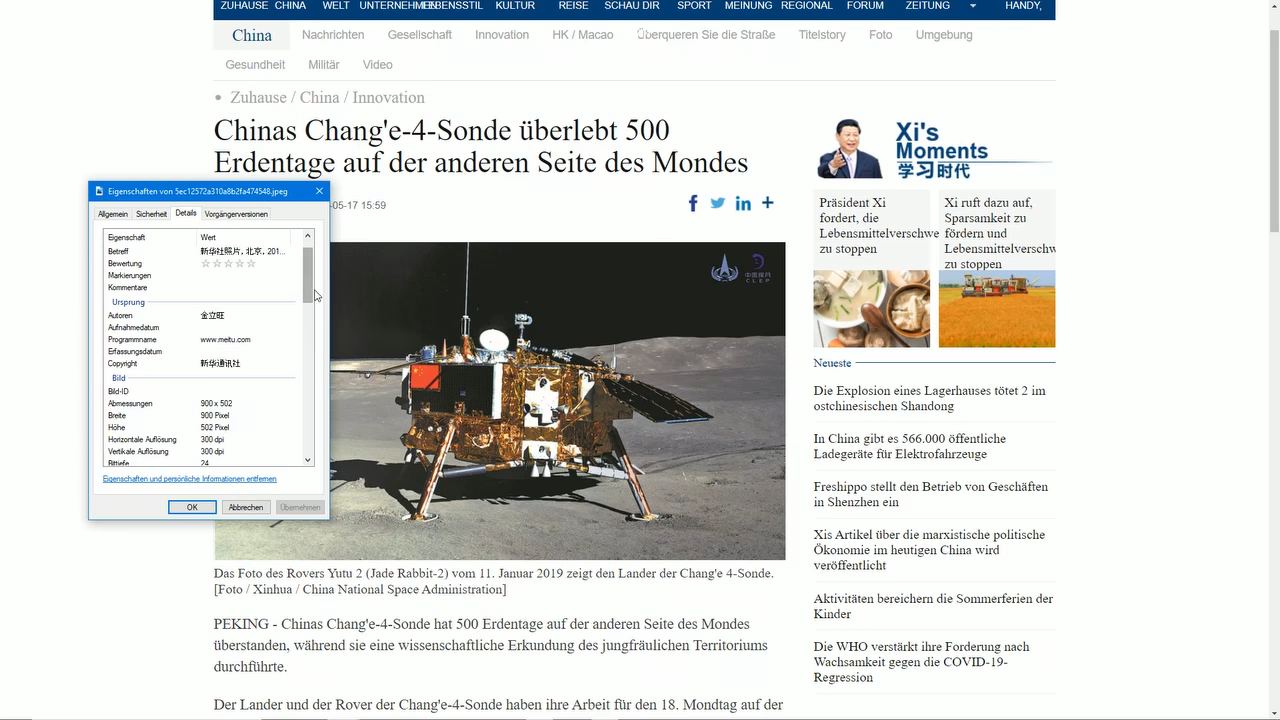 ZUHAUSE CHINA WELT UNTERNEHMEN LEBENSSTIL KULTUR REISE SCHAU DIR SPORT MEINUNG REGIONAL FORUM ZEITUNG HANDY,
China Nachrichten Gesellschaft Innovation HK / Macao Überqueren Sie die Straße Titelstory Foto Umgebung
Gesundheit Militär Video
• Zuhause / China / Innovation
Chinas Chang'e-4-Sonde überlebt 500
Erdentage auf der anderen Seite des Mondes
-05-17 15:59
Eigenschaften von 5ec12572a310a8b2fa474548.jpeg
Allgemein Sicherheit Details Vorgängerversionen
Eigenschaft Wert
Betreff 新华社照片，北京，201...
Bewertung
Markierungen
Kommentare
Ursprung
Autoren 金立旺
Aufnahmedatum
Programmname www.meitu.com
Erfassungsdatum
Copyright 新华通讯社
Bild
Bild-ID
Abmessungen 900 x 502
Breite 900 Pixel
Höhe 502 Pixel
Horizontale Auflösung 300 dpi
Vertikale Auflösung 300 dpi
Bittiefe 24
Eigenschaften und persönliche Informationen entfernen
OK Abbrechen Übernehmen
中国探月
CLEP
Das Foto des Rovers Yutu 2 (Jade Rabbit-2) vom 11. Januar 2019 zeigt den Lander der Chang'e 4-Sonde.
[Foto / Xinhua / China National Space Administration]
PEKING - Chinas Chang'e-4-Sonde hat 500 Erdentage auf der anderen Seite des Mondes
überstanden, während sie eine wissenschaftliche Erkundung des jungfräulichen Territoriums
durchführte.
Der Lander und der Rover der Chang'e-4-Sonde haben ihre Arbeit für den 18. Mondtag auf der
Xi's
Moments
学习时代
Präsident Xi
fordert, die
Lebensmittelverschwe
zu stoppen
Xi ruft dazu auf,
Sparsamkeit zu
fördern und
Lebensmittelverschw
zu stoppen
Neueste
Die Explosion eines Lagerhauses tötet 2 im
ostchinesischen Shandong
In China gibt es 566.000 öffentliche
Ladegeräte für Elektrofahrzeuge
Freshippo stellt den Betrieb von Geschäften
in Shenzhen ein
Xis Artikel über die marxistische politische
Ökonomie im heutigen China wird
veröffentlicht
Aktivitäten bereichern die Sommerferien der
Kinder
Die WHO verstärkt ihre Forderung nach
Wachsamkeit gegen die COVID-19-
Regression